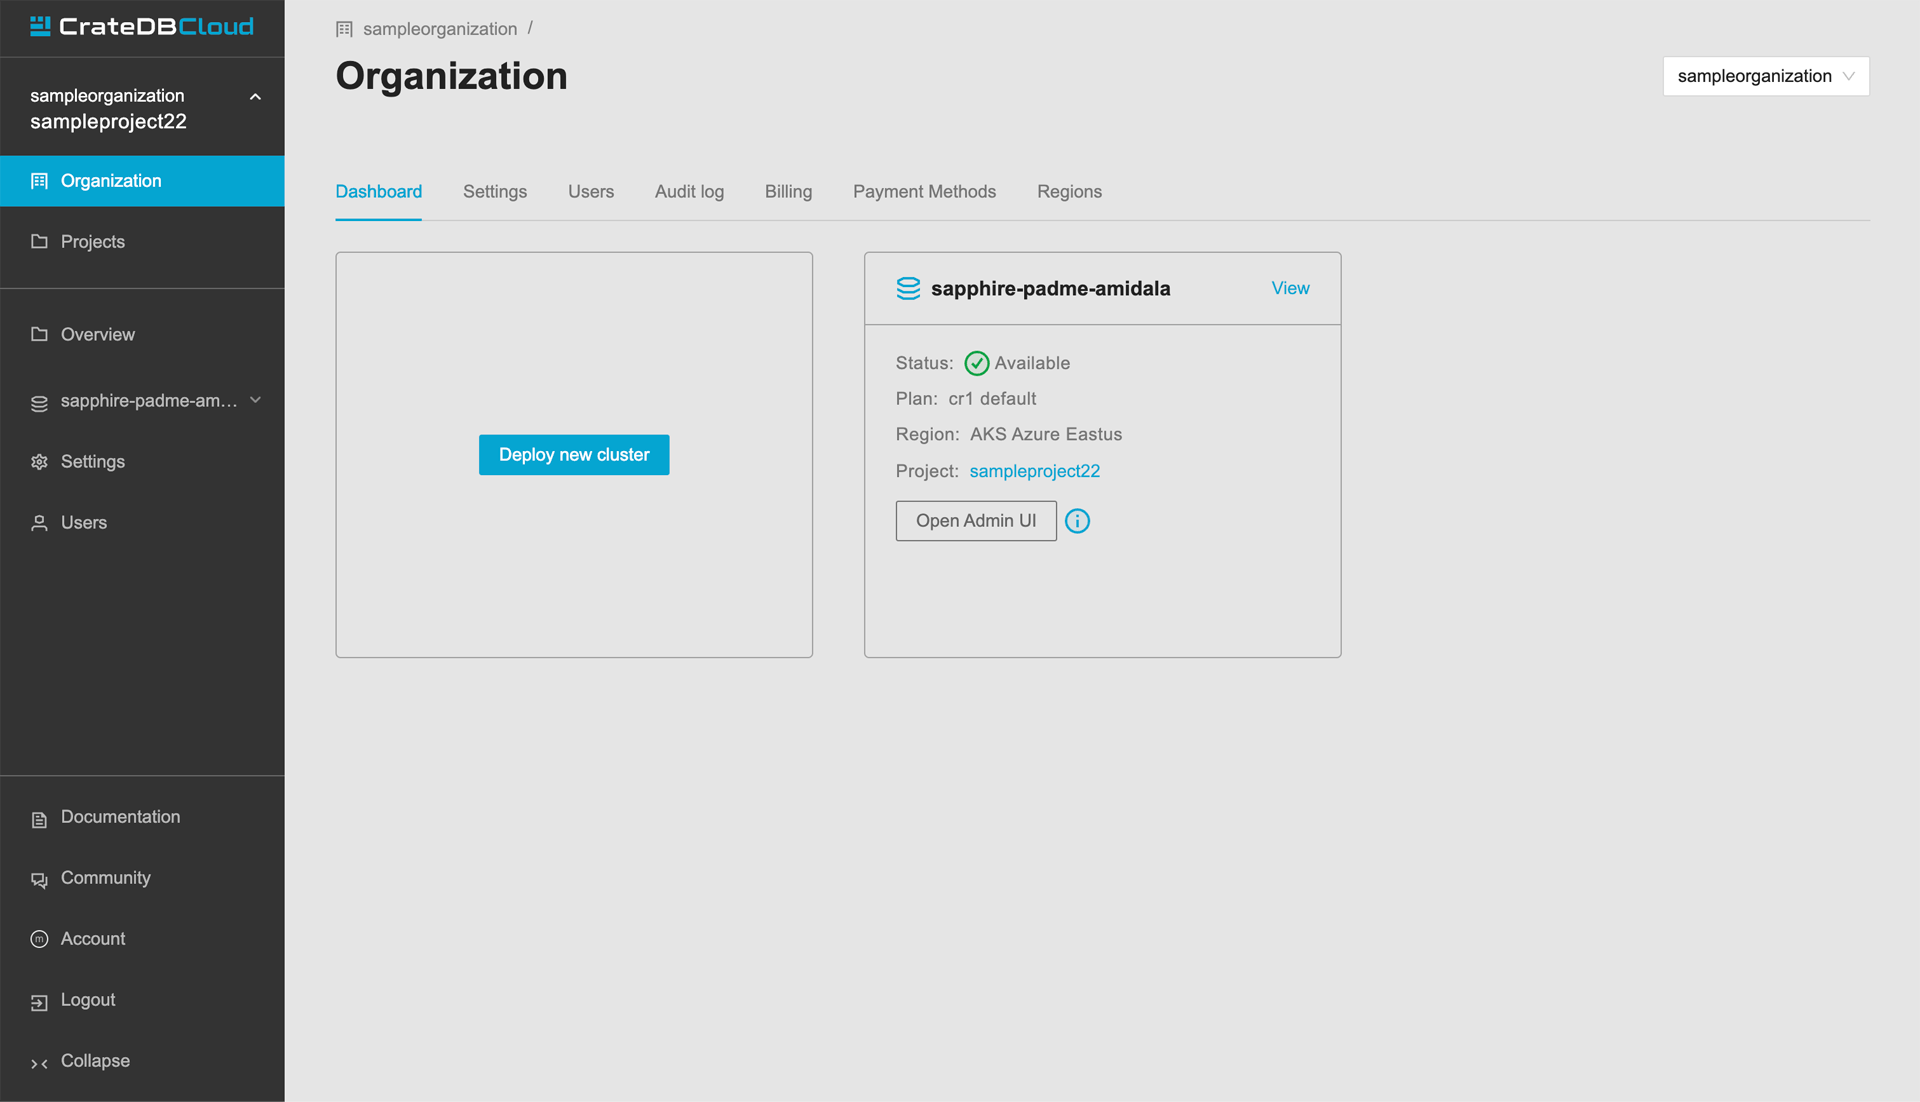 CrateDBCloud
sampleorganization
sampleproject22
Organization
Projects
Overview
sapphire-padme-am...
Settings
Users
Documentation
Community
m
Account
Logout
Collapse
sampleorganization /
Organization
sampleorganization
Dashboard Settings Users Audit log Billing Payment Methods Regions
Deploy new cluster
sapphire-padme-amidala View
Status: Available
Plan: cr1 default
Region: AKS Azure Eastus
Project: sampleproject22
Open Admin UI